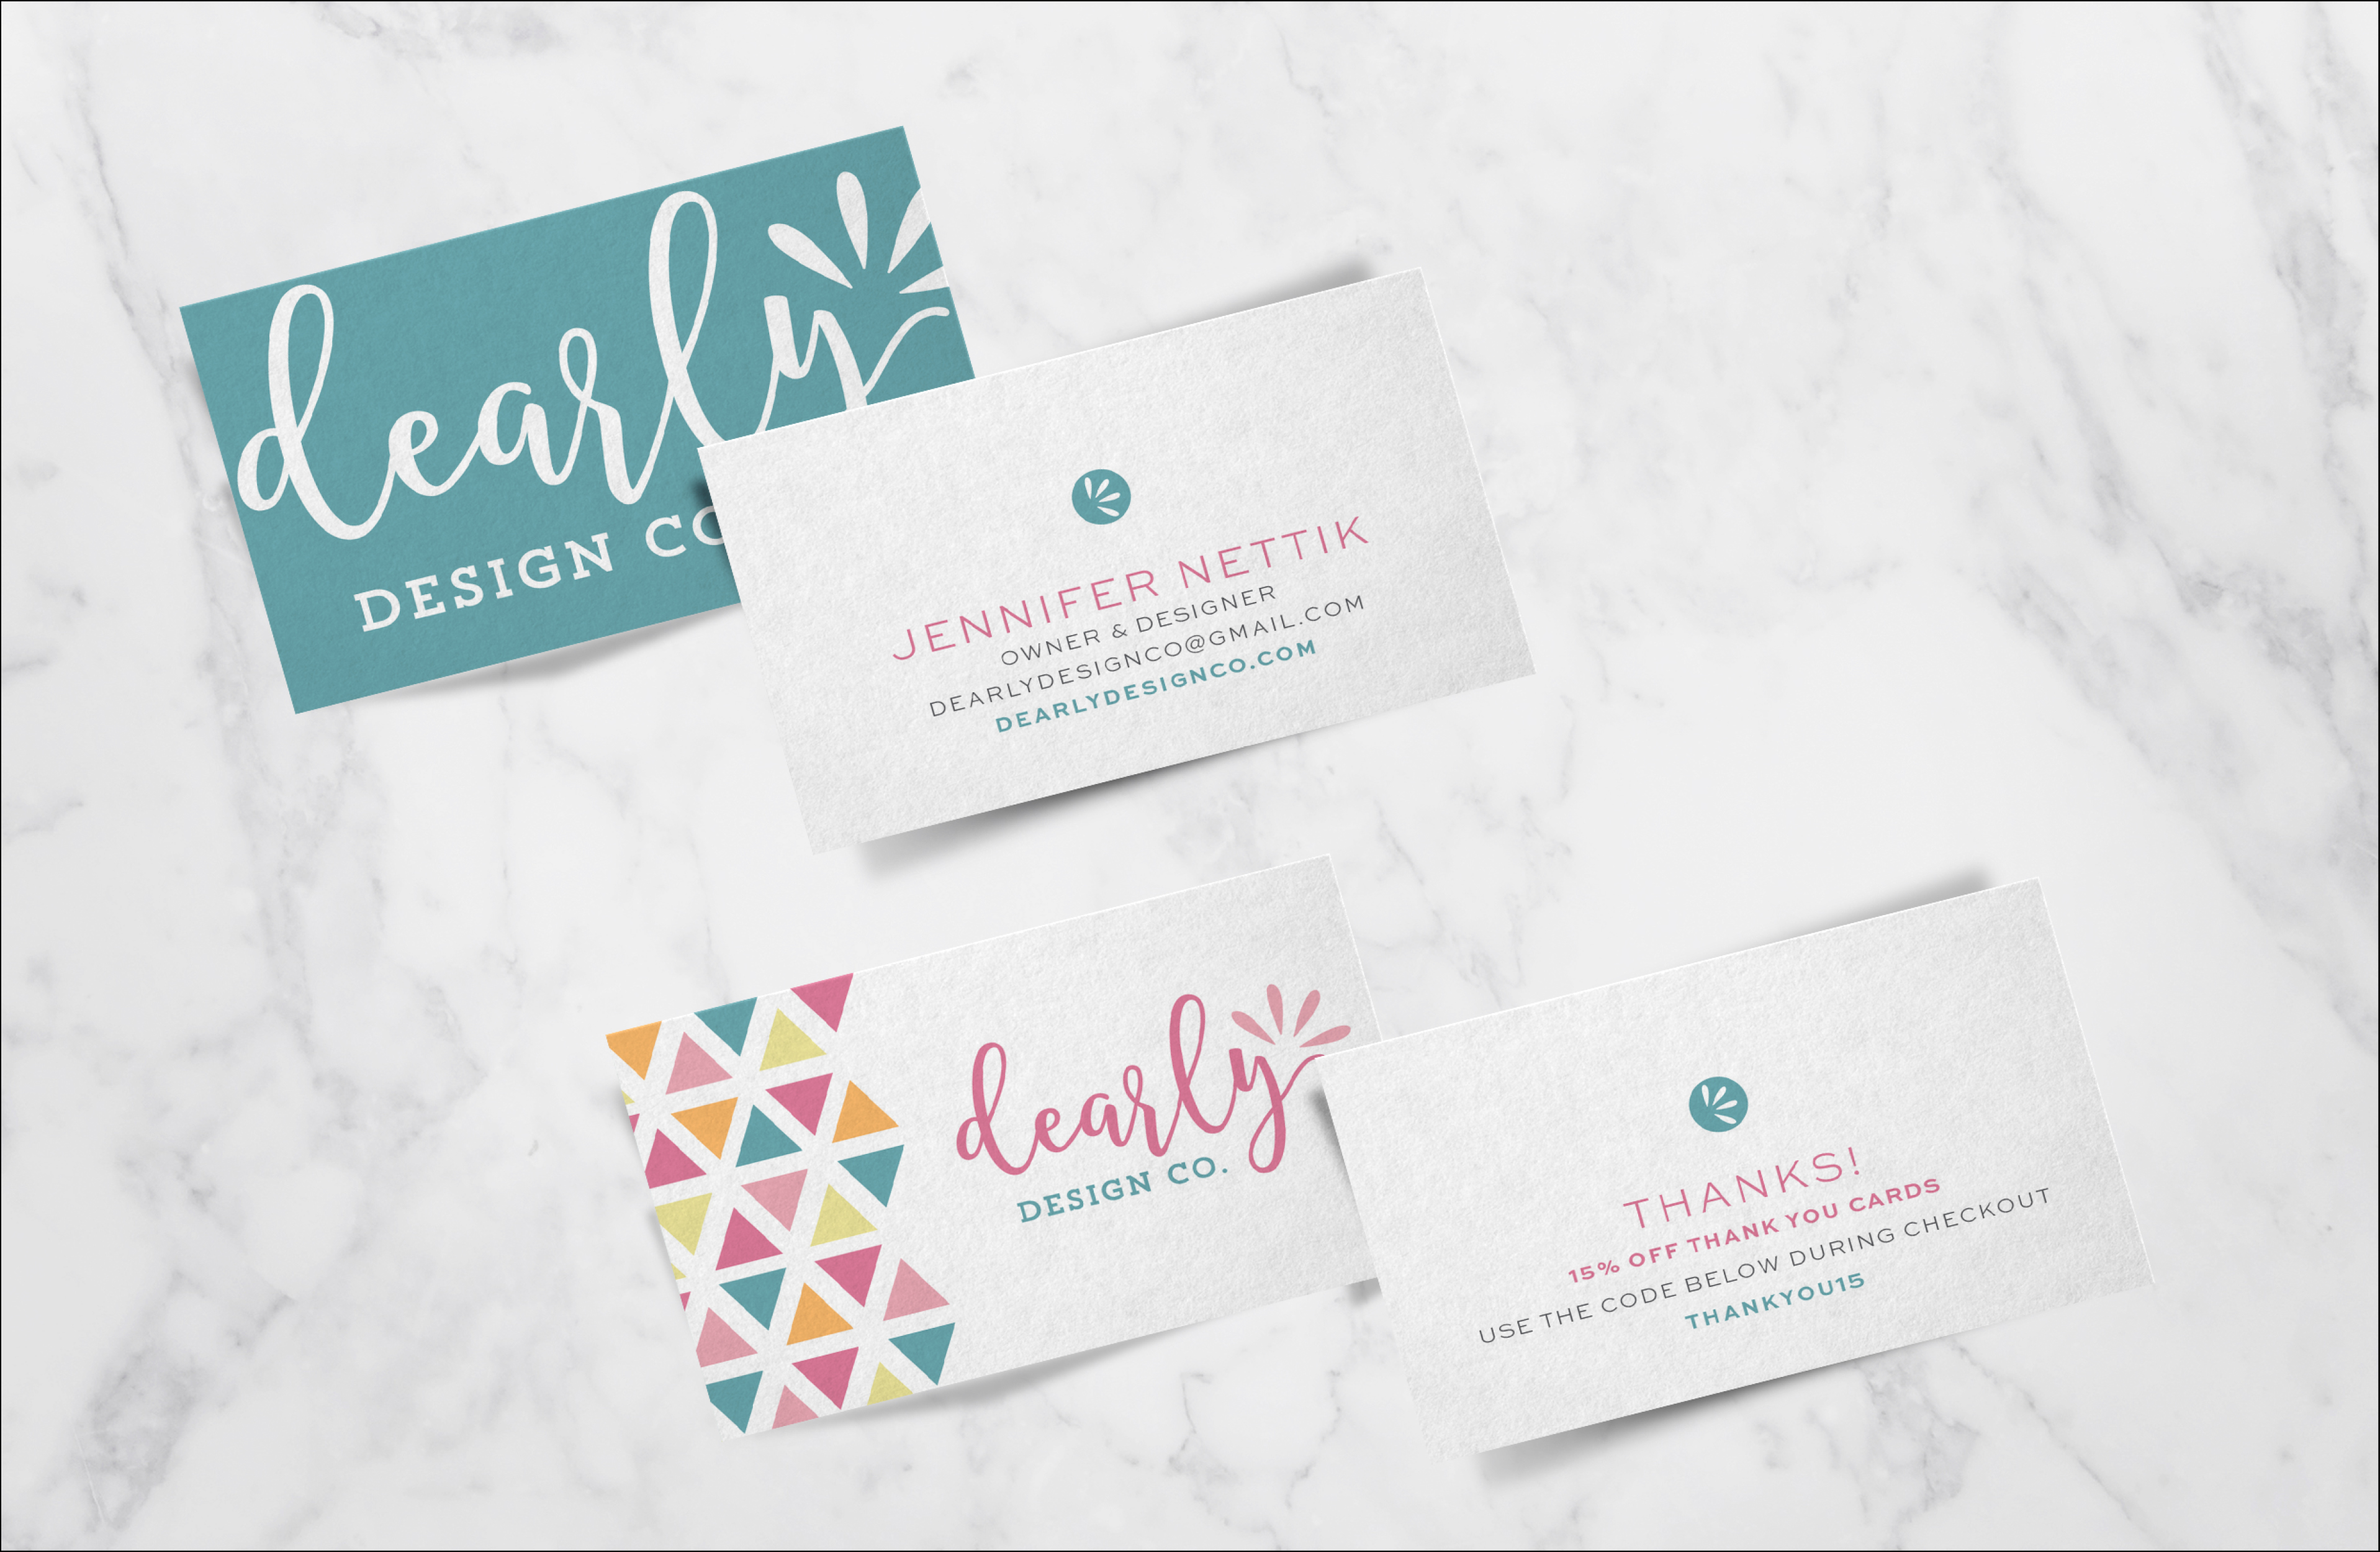 dearly
DESIGN CO
JENNIFER NETTIK
OWNER & DESIGNER
DEARLYDESIGNCO@GMAIL.COM
DEARLYDESIGNCO.COM
dearly
DESIGN CO.
THANKS!
15% OFF THANK YOU CARDS
USE THE CODE BELOW DURING CHECKOUT
THANKYOU15